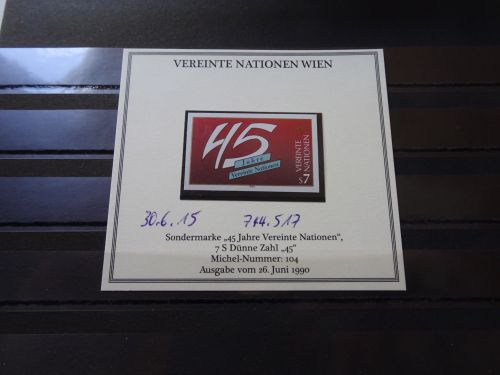 VEREINTE NATIONEN WIEN
45
Jahre
Vereinte Nationen
VEREINTE
NATIONEN
S7
30.6.15 744.517
Sondermarke „45 Jahre Vereinte Nationen“,
7 S Dünne Zahl „45“
Michel-Nummer: 104
Ausgabe vom 26. Juni 1990